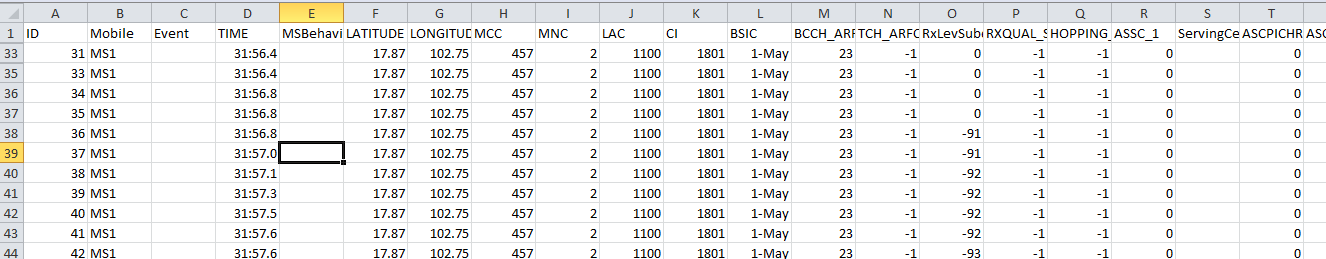 A B C D E F G H I J K L M N O P Q R S T
1 ID Mobile Event TIME MSBehavi LATITUDE LONGITUD MCC MNC LAC CI BSIC BCCH_ARF TCH_ARFC RxLevSub RXQUAL_S HOPPING_ ASSC_1 ServingCe ASCPICHR ASC
33 31 MS1 31:56.4 17.87 102.75 457 2 1100 1801 1-May 23 -1 0 -1 -1 0 0
35 33 MS1 31:56.4 17.87 102.75 457 2 1100 1801 1-May 23 -1 0 -1 -1 0 0
36 34 MS1 31:56.8 17.87 102.75 457 2 1100 1801 1-May 23 -1 0 -1 -1 0 0
37 35 MS1 31:56.8 17.87 102.75 457 2 1100 1801 1-May 23 -1 0 -1 -1 0 0
38 36 MS1 31:56.8 17.87 102.75 457 2 1100 1801 1-May 23 -1 -91 -1 -1 0 0
39 37 MS1 31:57.0 17.87 102.75 457 2 1100 1801 1-May 23 -1 -91 -1 -1 0 0
40 38 MS1 31:57.1 17.87 102.75 457 2 1100 1801 1-May 23 -1 -92 -1 -1 0 0
41 39 MS1 31:57.3 17.87 102.75 457 2 1100 1801 1-May 23 -1 -92 -1 -1 0 0
42 40 MS1 31:57.5 17.87 102.75 457 2 1100 1801 1-May 23 -1 -92 -1 -1 0 0
43 41 MS1 31:57.6 17.87 102.75 457 2 1100 1801 1-May 23 -1 -92 -1 -1 0 0
44 42 MS1 31:57.6 17.87 102.75 457 2 1100 1801 1-May 23 -1 -93 -1 -1 0 0